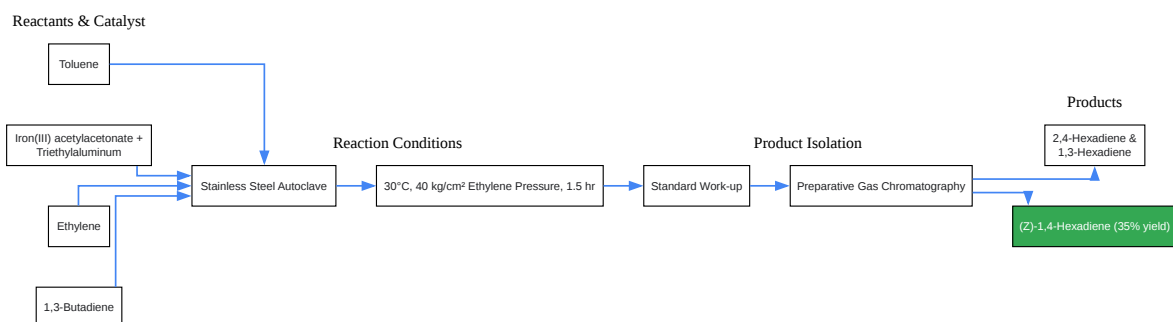 Reactants & Catalyst
Toluene
Iron(III) acetylacetonate +
Triethylaluminum
Ethylene
1,3-Butadiene
Stainless Steel Autoclave
Reaction Conditions
30°C, 40 kg/cm² Ethylene Pressure, 1.5 hr
Standard Work-up
Product Isolation
Preparative Gas Chromatography
Products
2,4-Hexadiene &
1,3-Hexadiene
(Z)-1,4-Hexadiene (35% yield)